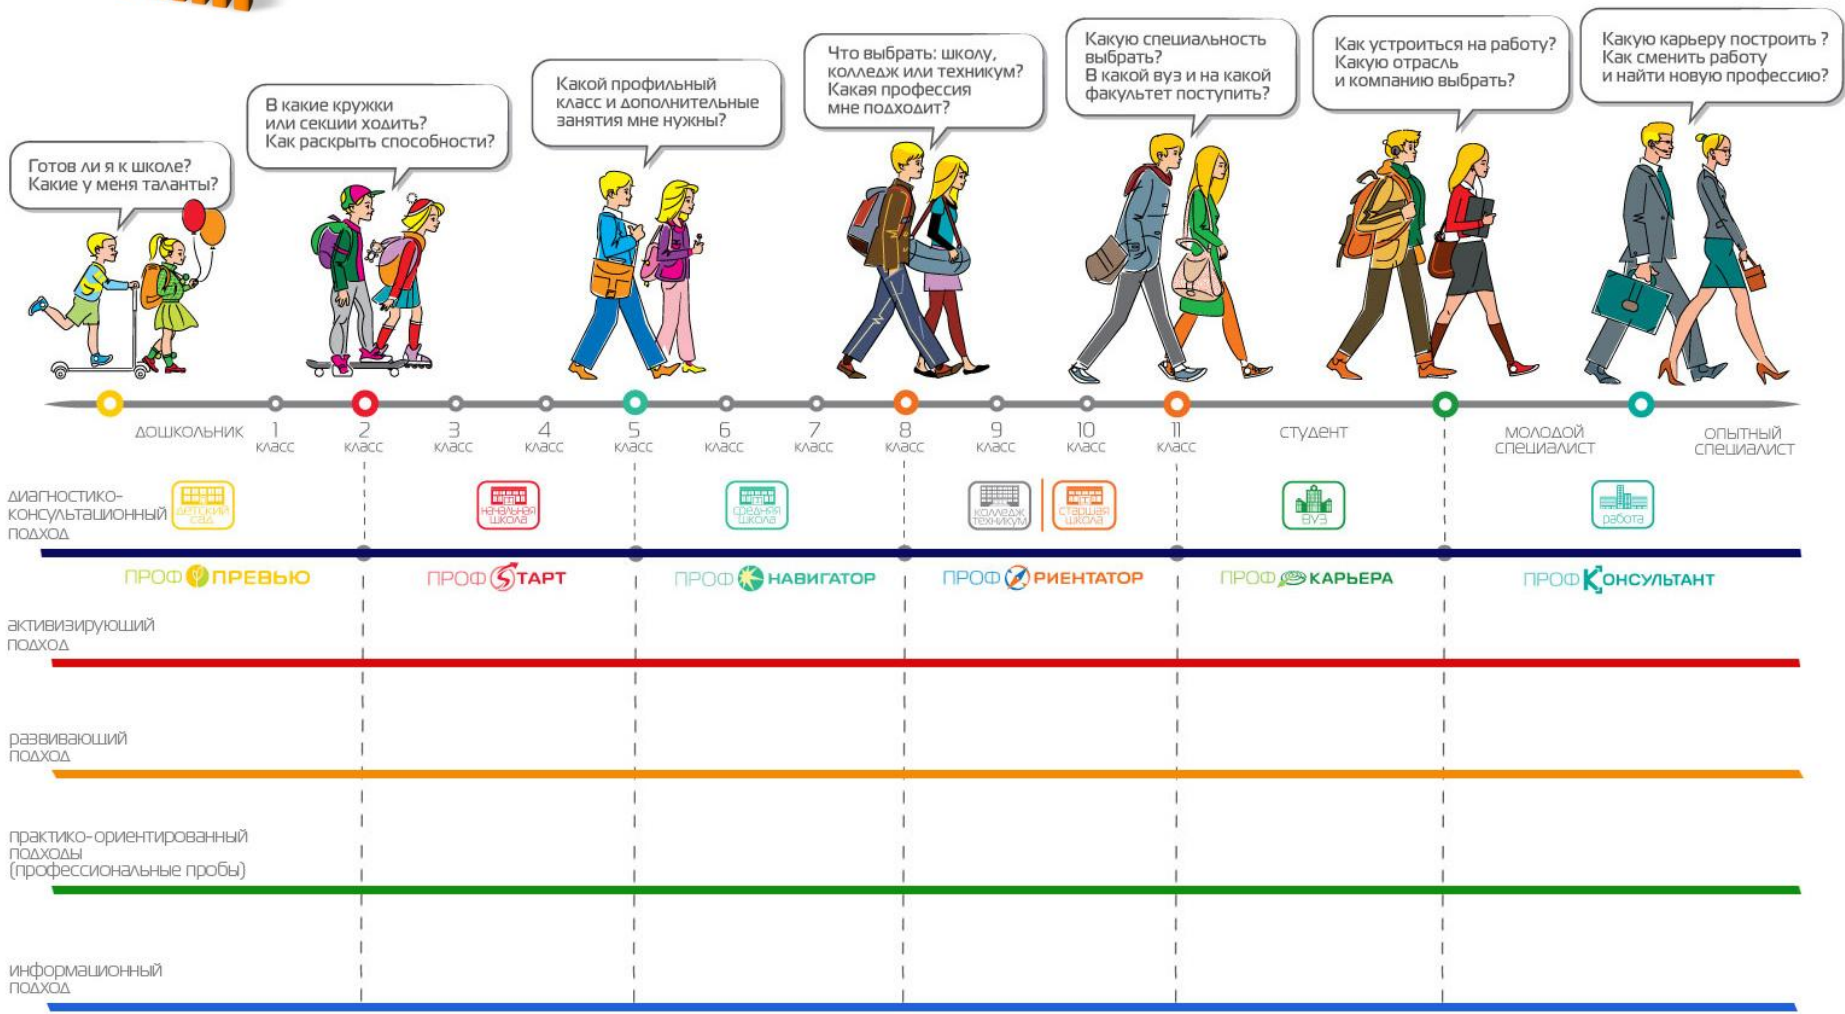 Готов ли я к школе?
Какие у меня таланты?
В какие кружки
или секции ходить?
Как раскрыть способности?
Какой профильный
класс и дополнительные
занятия мне нужны?
Что выбрать: школу,
колледж или техникум?
Какая профессия
мне подходит?
Какую специальность
выбрать?
В какой вуз и на какой
факультет поступить?
Как устроиться на работу?
Какую отрасль
и компанию выбрать?
Какую карьеру построить ?
Как сменить работу
и найти новую профессию?
дошкольник
1
класс
2
класс
3
класс
4
класс
5
класс
6
класс
7
класс
8
класс
9
класс
10
класс
11
класс
студент
молодой
специалист
опытный
специалист
диагностико-
консультационный
подход
детский
сад
начальная
школа
средняя
школа
колледж
техникум
старшая
школа
ВУЗ
работа
ПРОФ ПРЕВЬЮ
ПРОФ SТАРТ
ПРОФ НАВИГАТОР
ПРОФ ОРИЕНТАТОР
ПРОФ КАРЬЕРА
ПРОФ КОНСУЛЬТАНТ
активизирующий
подход
развивающий
подход
практико-ориентированный
подходы
(профессиональные пробы)
информационный
подход